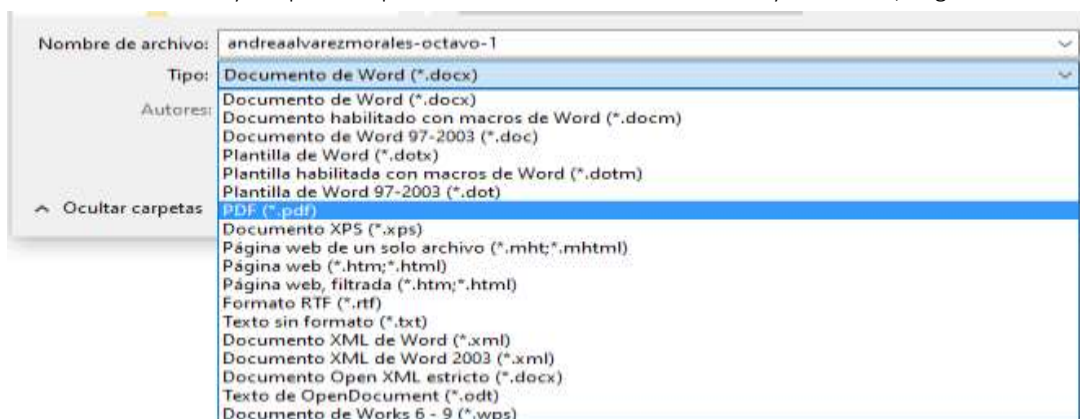 Nombre de archivo: andreaalvarezmorales-octavo-1
Tipo: Documento de Word (*.docx)
Autores:
Documento de Word (*.docx)
Documento habilitado con macros de Word (*.docm)
Documento de Word 97-2003 (*.doc)
Plantilla de Word (*.dotx)
Plantilla habilitada con macros de Word (*.dotm)
Plantilla de Word 97-2003 (*.dot)
Ocultar carpetas
PDF (*.pdf)
Documento XPS (*.xps)
Página web de un solo archivo (*.mht;*.mhtml)
Página web (*.htm;*.html)
Página web, filtrada (*.htm;*.html)
Formato RTF (*.rtf)
Texto sin formato (*.txt)
Documento XML de Word (*.xml)
Documento XML de Word 2003 (*.xml)
Documento Open XML estricto (*.docx)
Texto de OpenDocument (*.odt)
Documento de Works 6 - 9 (*.wps)